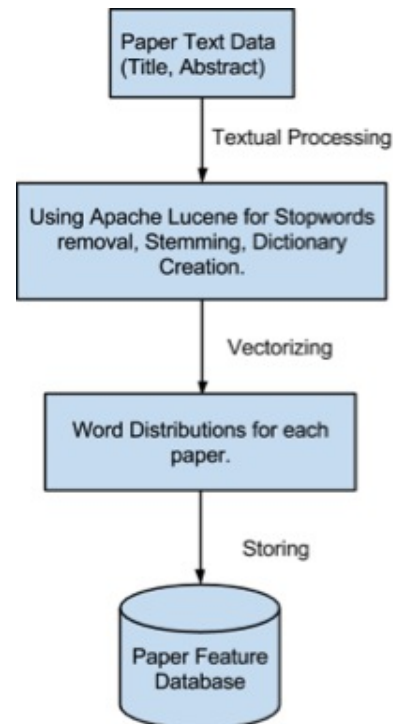 Paper Text Data
(Title, Abstract)
Textual Processing
Using Apache Lucene for Stopwords
removal, Stemming, Dictionary
Creation.
Vectorizing
Word Distributions for each
paper.
Storing
Paper Feature
Database